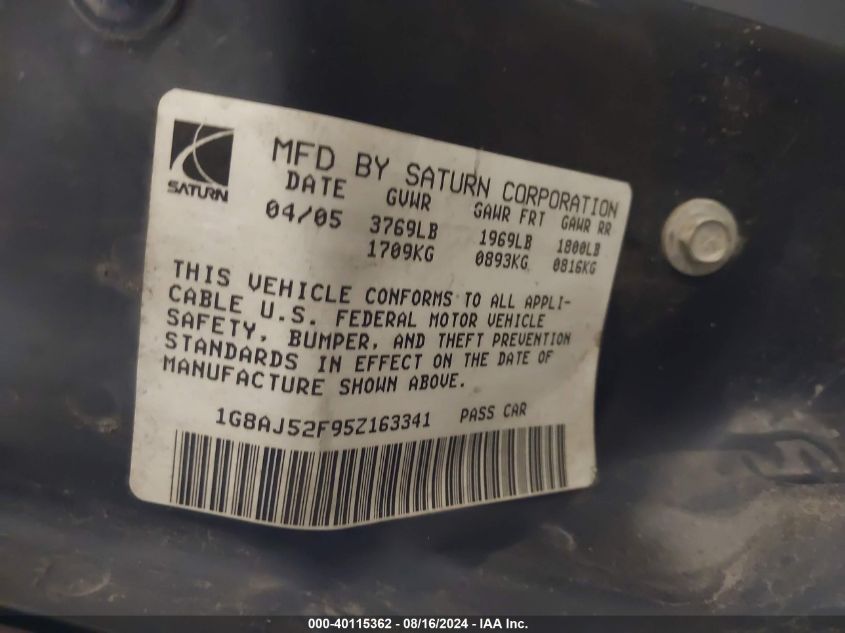 SATURN
MFD BY SATURN CORPORATION
DATE GVWR GAWR FRT GAWR RR
04/05 3769LB 1969LB 1800LB
1709KG 0893KG 0816KG
THIS VEHICLE CONFORMS TO ALL APPLI-
CABLE U.S. FEDERAL MOTOR VEHICLE
SAFETY, BUMPER, AND THEFT PREVENTION
STANDARDS IN EFFECT ON THE DATE OF
MANUFACTURE SHOWN ABOVE.
1G8AJ52F95Z163341 PASS CAR
000-40115362 - 08/16/2024 - IAA Inc.